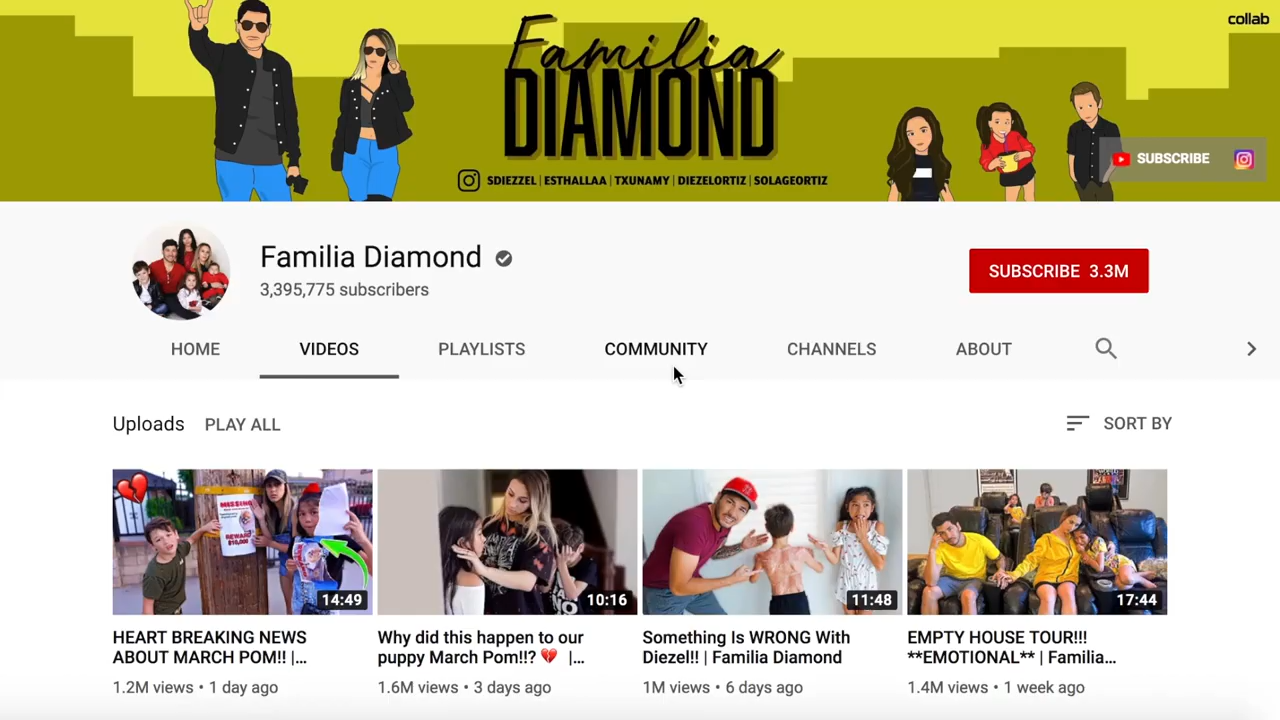 collab
Familia
DIAMOND
SDIEZZEL | ESTHALLAA | TXUNAMY | DIEZELORTIZ | SOLAGEORTIZ
SUBSCRIBE
Familia Diamond
3,395,775 subscribers
SUBSCRIBE 3.3M
HOME VIDEOS PLAYLISTS COMMUNITY CHANNELS ABOUT
Uploads PLAY ALL SORT BY
MISSING
REWARD
$10,000
14:49 10:16 11:48 17:44
HEART BREAKING NEWS
ABOUT MARCH POM!! |...
1.2M views • 1 day ago
Why did this happen to our
puppy March Pom!!? 💔 |...
1.6M views • 3 days ago
Something Is WRONG With
Diezel!! | Familia Diamond
1M views • 6 days ago
EMPTY HOUSE TOUR!!!
**EMOTIONAL** | Familia...
1.4M views • 1 week ago